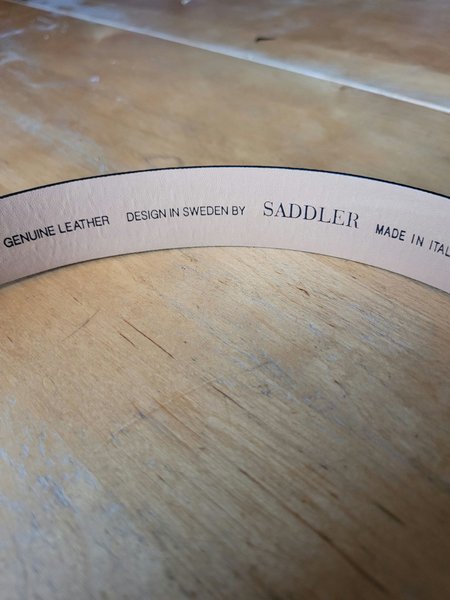 GENUINE LEATHER DESIGN IN SWEDEN BY SADDLER MADE IN ITAL